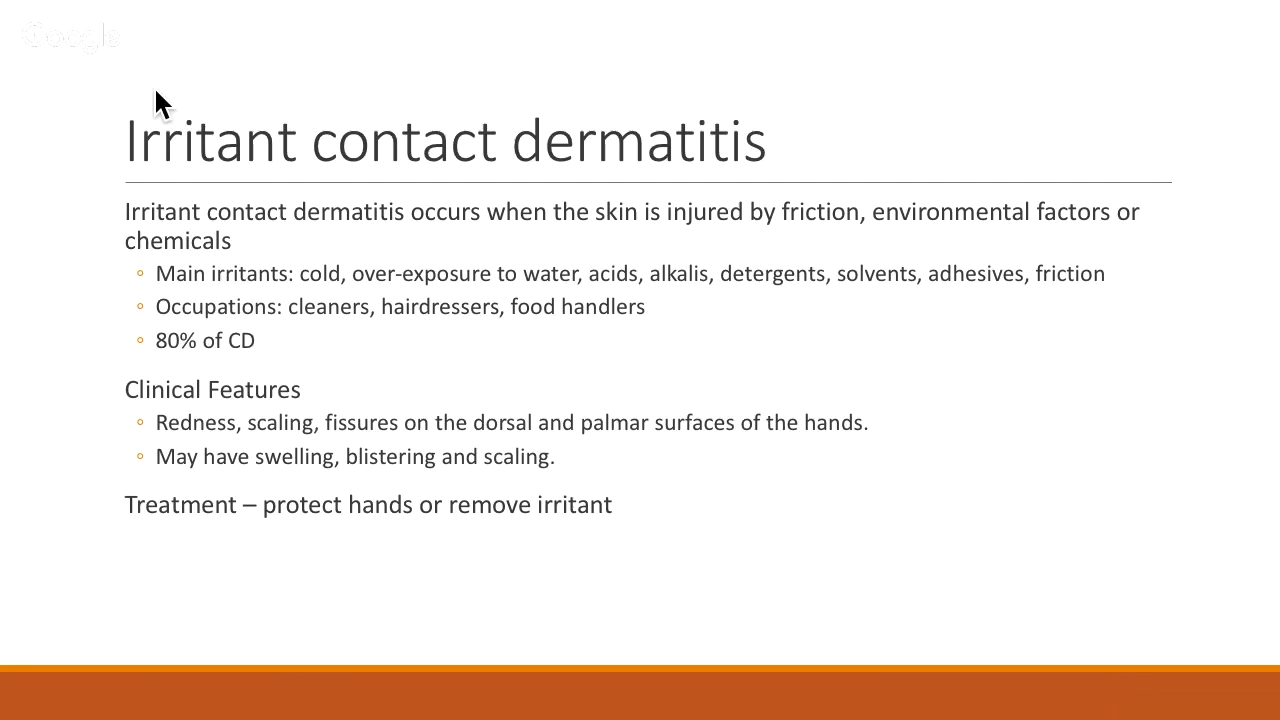 Google
Irritant contact dermatitis
Irritant contact dermatitis occurs when the skin is injured by friction, environmental factors or
chemicals
◦ Main irritants: cold, over-exposure to water, acids, alkalis, detergents, solvents, adhesives, friction
◦ Occupations: cleaners, hairdressers, food handlers
◦ 80% of CD
Clinical Features
◦ Redness, scaling, fissures on the dorsal and palmar surfaces of the hands.
◦ May have swelling, blistering and scaling.
Treatment – protect hands or remove irritant